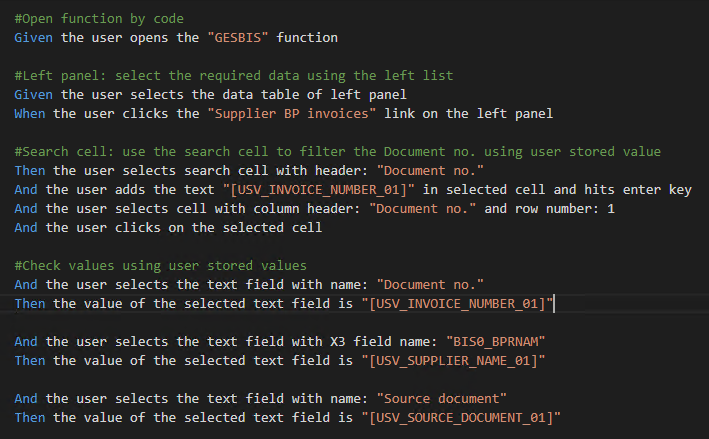 #Open function by code
Given the user opens the "GESBIS" function
#Left panel: select the required data using the left list
Given the user selects the data table of left panel
When the user clicks the "Supplier BP invoices" link on the left panel
#Search cell: use the search cell to filter the Document no. using user stored value
Then the user selects search cell with header: "Document no."
And the user adds the text "[USV_INVOICE_NUMBER_01]" in selected cell and hits enter key
And the user selects cell with column header: "Document no." and row number: 1
And the user clicks on the selected cell
#Check values using user stored values
And the user selects the text field with name: "Document no."
Then the value of the selected text field is "[USV_INVOICE_NUMBER_01]"
And the user selects the text field with X3 field name: "BIS0_BPRNAM"
Then the value of the selected text field is "[USV_SUPPLIER_NAME_01]"
And the user selects the text field with name: "Source document"
Then the value of the selected text field is "[USV_SOURCE_DOCUMENT_01]"